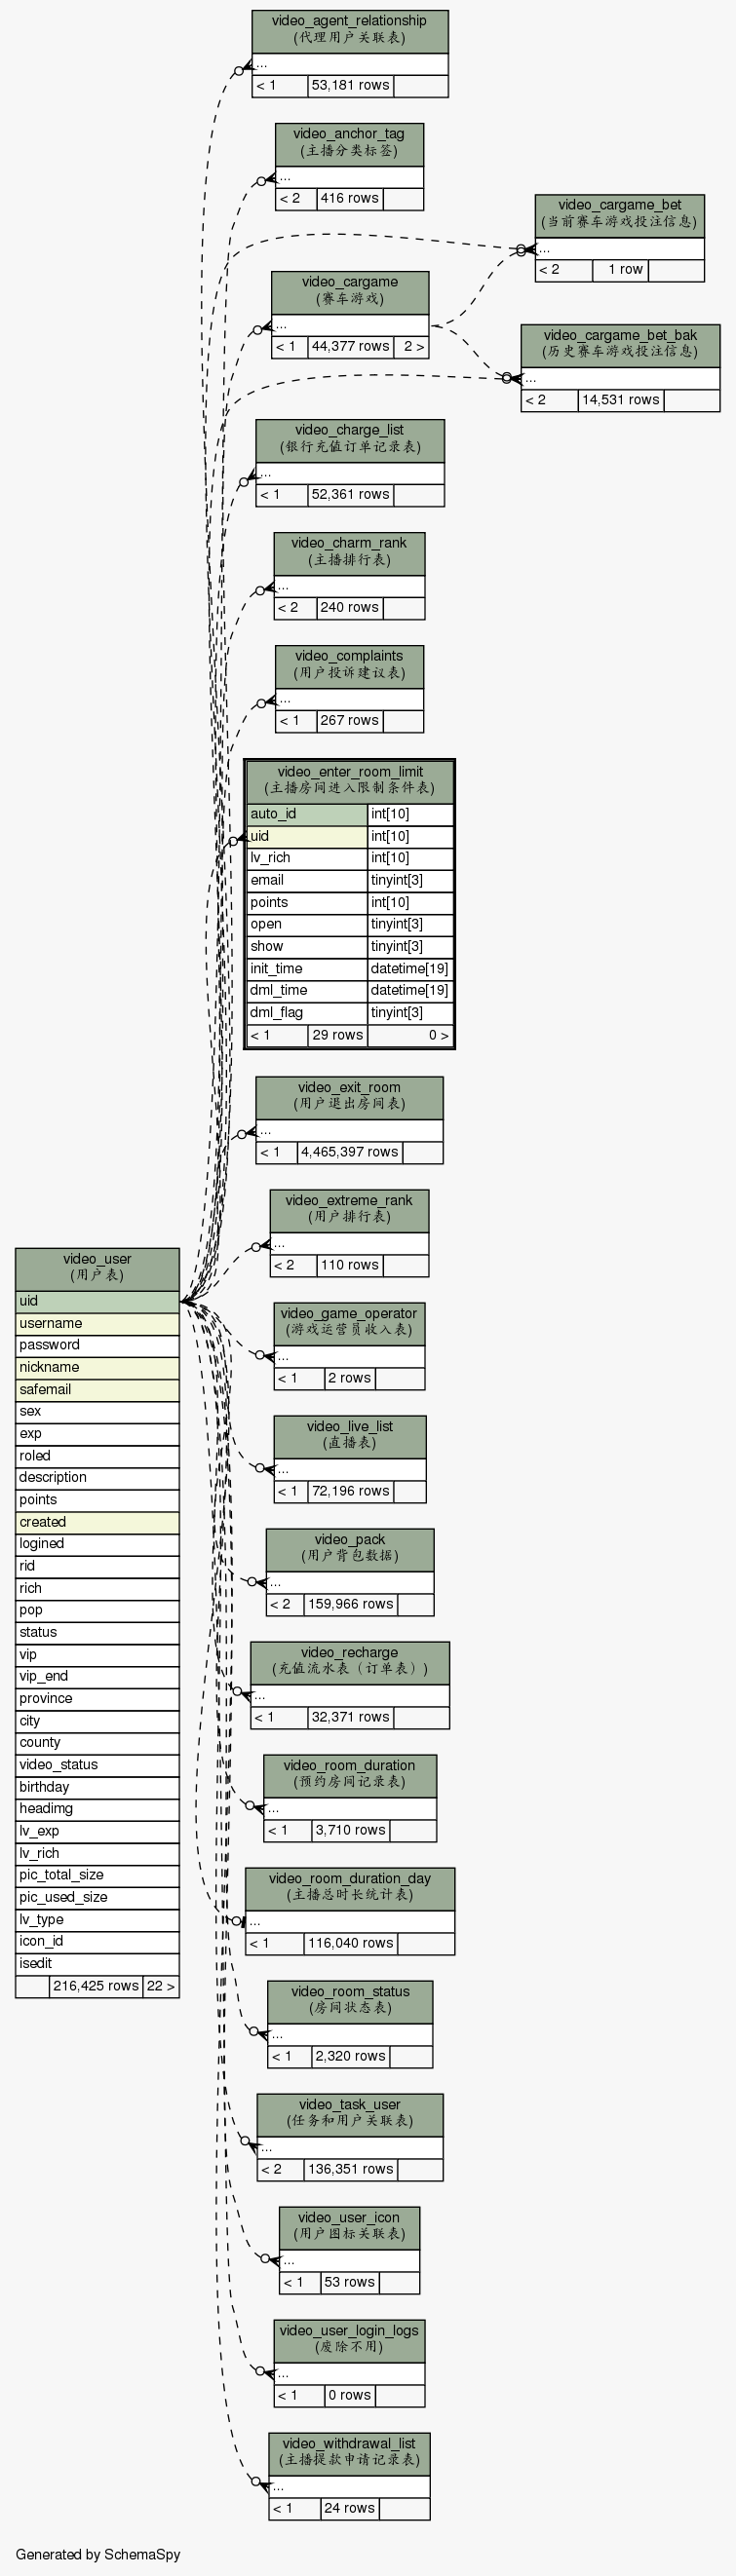 video_agent_relationship
(代理用户关联表)
...
< 1 53,181 rows
video_anchor_tag
(主播分类标签)
...
< 2 416 rows
video_cargame_bet
(当前赛车游戏投注信息)
...
< 2 1 row
video_cargame
(赛车游戏)
...
< 1 44,377 rows 2 >
video_cargame_bet_bak
(历史赛车游戏投注信息)
...
< 2 14,531 rows
video_charge_list
(银行充值订单记录表)
...
< 1 52,361 rows
video_charm_rank
(主播排行表)
...
< 2 240 rows
video_complaints
(用户投诉建议表)
...
< 1 267 rows
video_enter_room_limit
(主播房间进入限制条件表)
auto_id int[10]
uid int[10]
lv_rich int[10]
email tinyint[3]
points int[10]
open tinyint[3]
show tinyint[3]
init_time datetime[19]
dml_time datetime[19]
dml_flag tinyint[3]
< 1 29 rows 0 >
video_exit_room
(用户退出房间表)
...
< 1 4,465,397 rows
video_extreme_rank
(用户排行表)
...
< 2 110 rows
video_user
(用户表)
uid
username
password
nickname
safemail
sex
exp
roled
description
points
created
logined
rid
rich
pop
status
vip
vip_end
province
city
county
video_status
birthday
headimg
lv_exp
lv_rich
pic_total_size
pic_used_size
lv_type
icon_id
isedit
216,425 rows 22 >
video_game_operator
(游戏运营员收入表)
...
< 1 2 rows
video_live_list
(直播表)
...
< 1 72,196 rows
video_pack
(用户背包数据)
...
< 2 159,966 rows
video_recharge
(充值流水表（订单表）)
...
< 1 32,371 rows
video_room_duration
(预约房间记录表)
...
< 1 3,710 rows
video_room_duration_day
(主播总时长统计表)
...
< 1 116,040 rows
video_room_status
(房间状态表)
...
< 1 2,320 rows
video_task_user
(任务和用户关联表)
...
< 2 136,351 rows
video_user_icon
(用户图标关联表)
...
< 1 53 rows
video_user_login_logs
(废除不用)
...
< 1 0 rows
video_withdrawal_list
(主播提款申请记录表)
...
< 1 24 rows
Generated by SchemaSpy